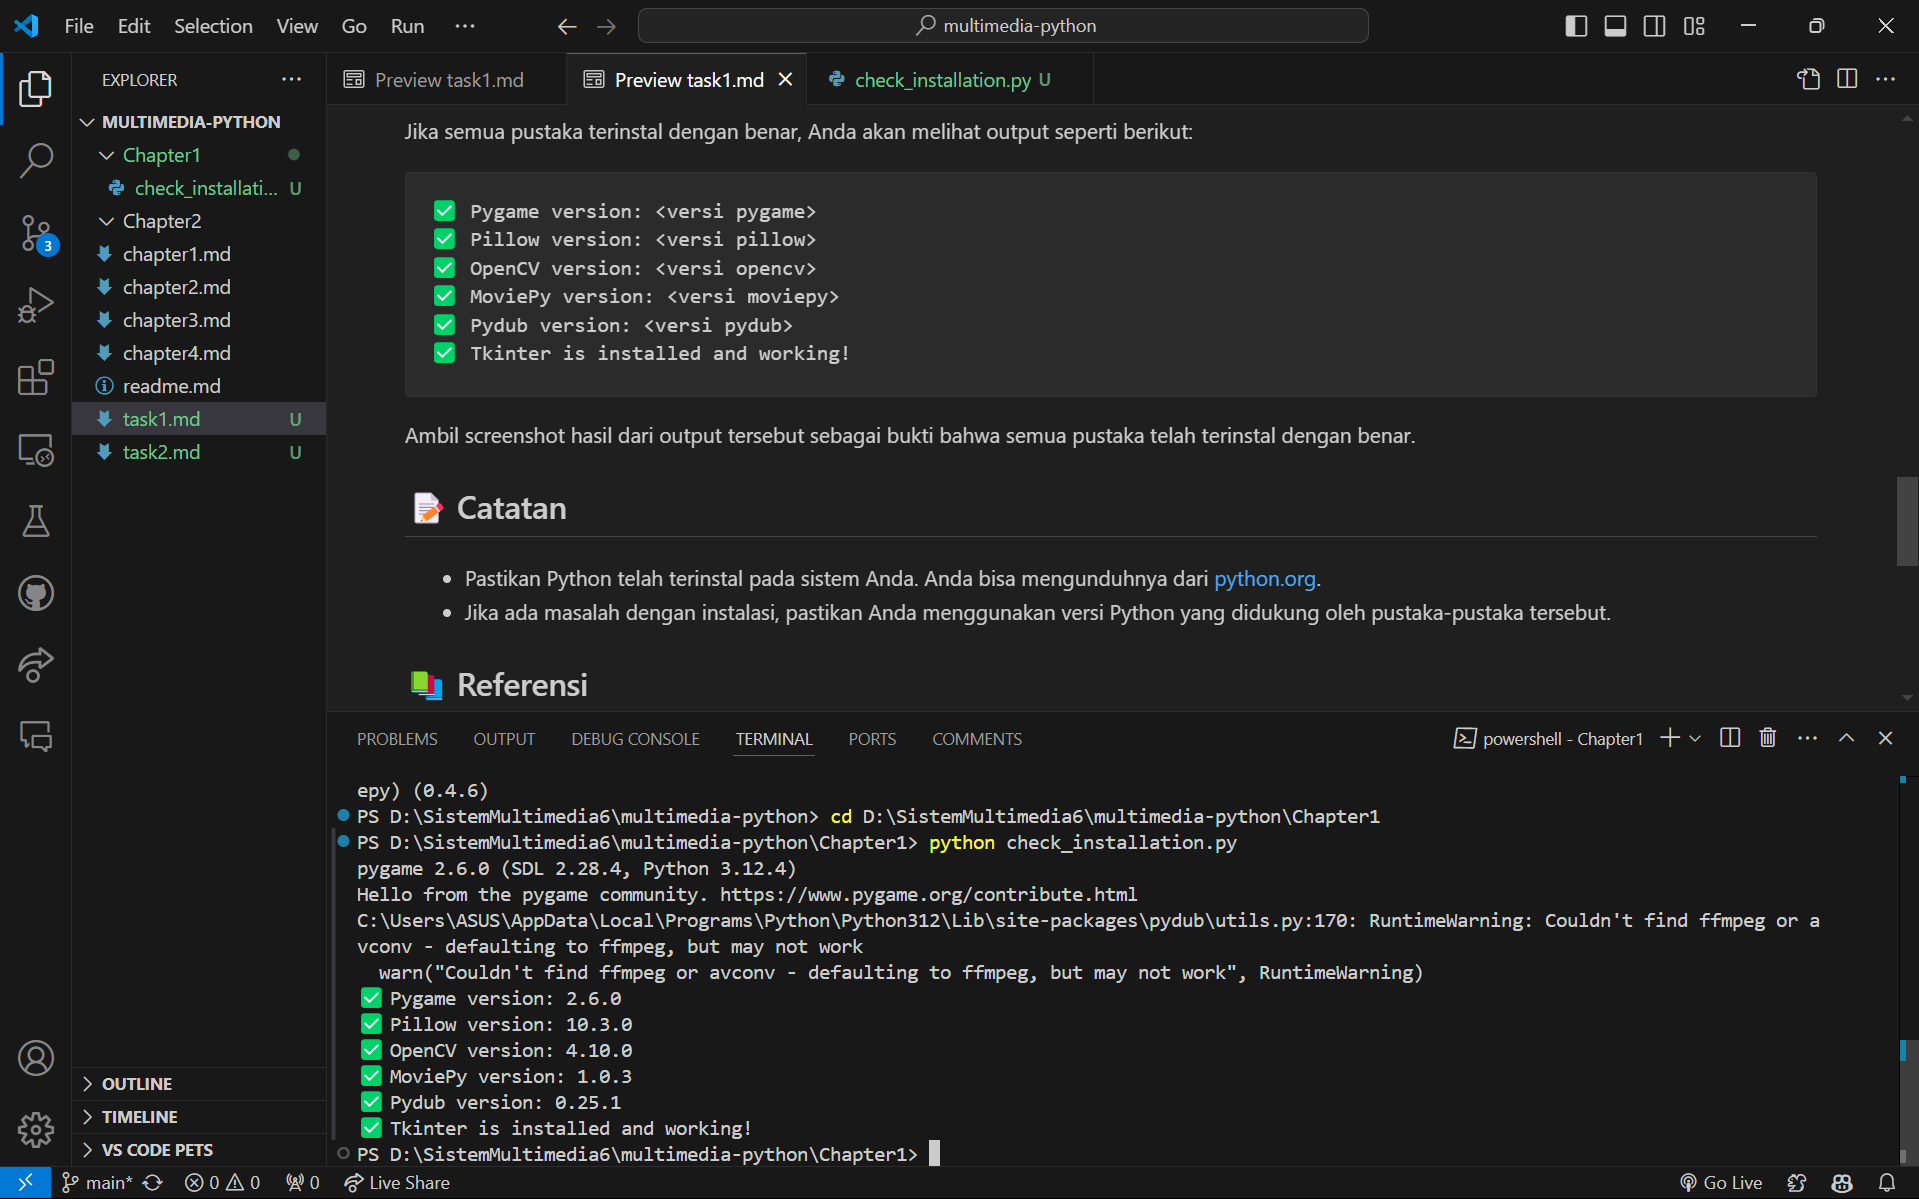 File Edit Selection View Go Run ···
multimedia-python
EXPLORER ···
MULTIMEDIA-PYTHON
Chapter1
check_installati... U
Chapter2
chapter1.md
chapter2.md
chapter3.md
chapter4.md
readme.md
task1.md U
task2.md U
3
OUTLINE
TIMELINE
VS CODE PETS
Preview task1.md
Preview task1.md
check_installation.py U
Jika semua pustaka terinstal dengan benar, Anda akan melihat output seperti berikut:
✅ Pygame version: <versi pygame>
✅ Pillow version: <versi pillow>
✅ OpenCV version: <versi opencv>
✅ MoviePy version: <versi moviepy>
✅ Pydub version: <versi pydub>
✅ Tkinter is installed and working!
Ambil screenshot hasil dari output tersebut sebagai bukti bahwa semua pustaka telah terinstal dengan benar.
📝 Catatan
• Pastikan Python telah terinstal pada sistem Anda. Anda bisa mengunduhnya dari python.org.
• Jika ada masalah dengan instalasi, pastikan Anda menggunakan versi Python yang didukung oleh pustaka-pustaka tersebut.
📚 Referensi
PROBLEMS OUTPUT DEBUG CONSOLE TERMINAL PORTS COMMENTS
powershell - Chapter1
epy) (0.4.6)
PS D:\SistemMultimedia6\multimedia-python> cd D:\SistemMultimedia6\multimedia-python\Chapter1
PS D:\SistemMultimedia6\multimedia-python\Chapter1> python check_installation.py
pygame 2.6.0 (SDL 2.28.4, Python 3.12.4)
Hello from the pygame community. https://www.pygame.org/contribute.html
C:\Users\ASUS\AppData\Local\Programs\Python\Python312\Lib\site-packages\pydub\utils.py:170: RuntimeWarning: Couldn't find ffmpeg or a
vconv - defaulting to ffmpeg, but may not work
warn("Couldn't find ffmpeg or avconv - defaulting to ffmpeg, but may not work", RuntimeWarning)
✅ Pygame version: 2.6.0
✅ Pillow version: 10.3.0
✅ OpenCV version: 4.10.0
✅ MoviePy version: 1.0.3
✅ Pydub version: 0.25.1
✅ Tkinter is installed and working!
PS D:\SistemMultimedia6\multimedia-python\Chapter1>
main* 0 0 0 Live Share
Go Live